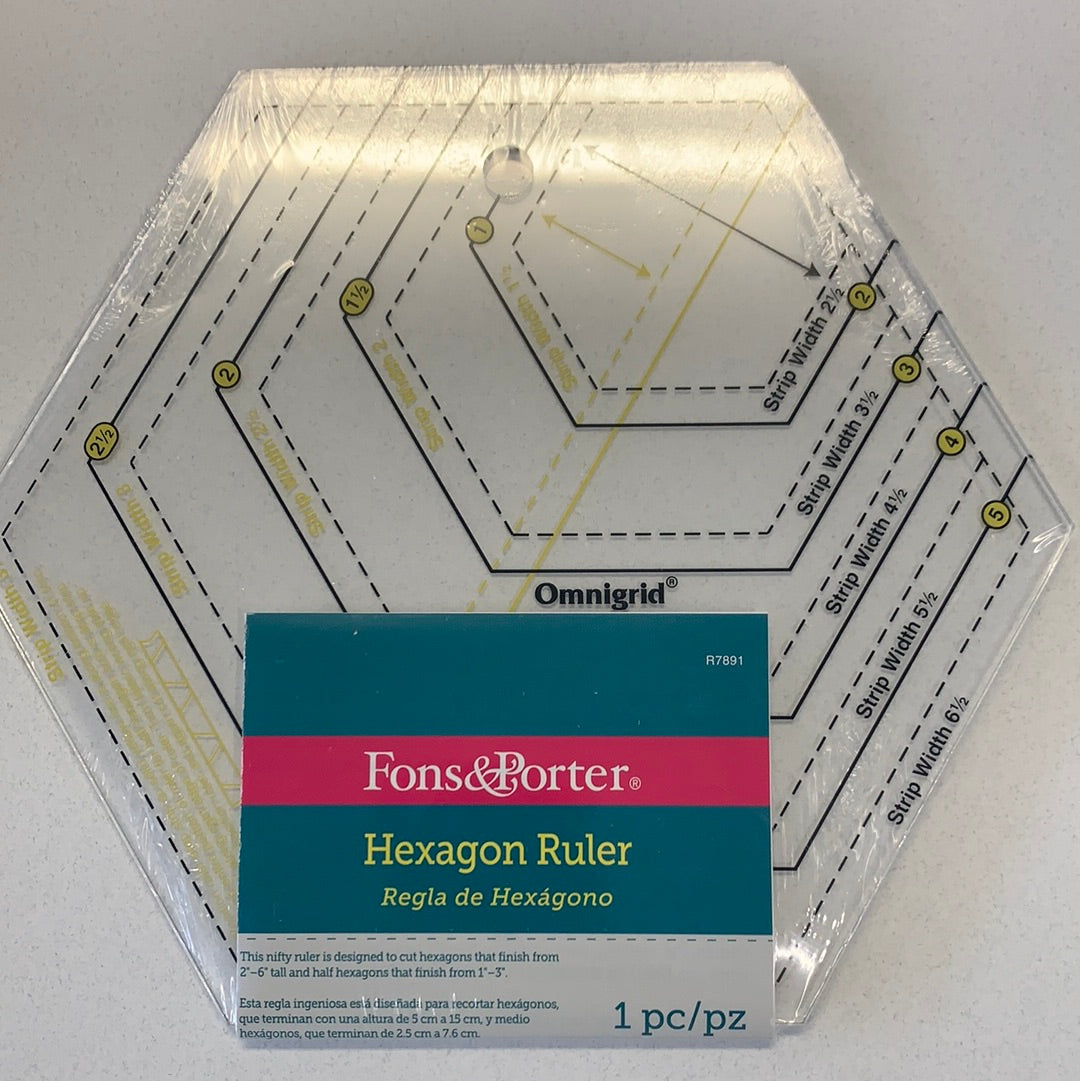 1
Strip Width 1½
1½
Strip Width 2
2
Strip Width 2½
2½
Strip Width 3
Strip Width 3½
2
Strip Width 2½
3
Strip Width 3½
4
Strip Width 4½
5
Strip Width 5½
Strip Width 6½
Omnigrid®
R7891
Fons&Porter®
Hexagon Ruler
Regla de Hexágono
This nifty ruler is designed to cut hexagons that finish from
2"–6" tall and half hexagons that finish from 1"–3".
Esta regla ingeniosa está diseñada para recortar hexágonos,
que terminan con una altura de 5 cm a 15 cm, y medio
hexágonos, que terminan de 2.5 cm a 7.6 cm.
1 pc/pz